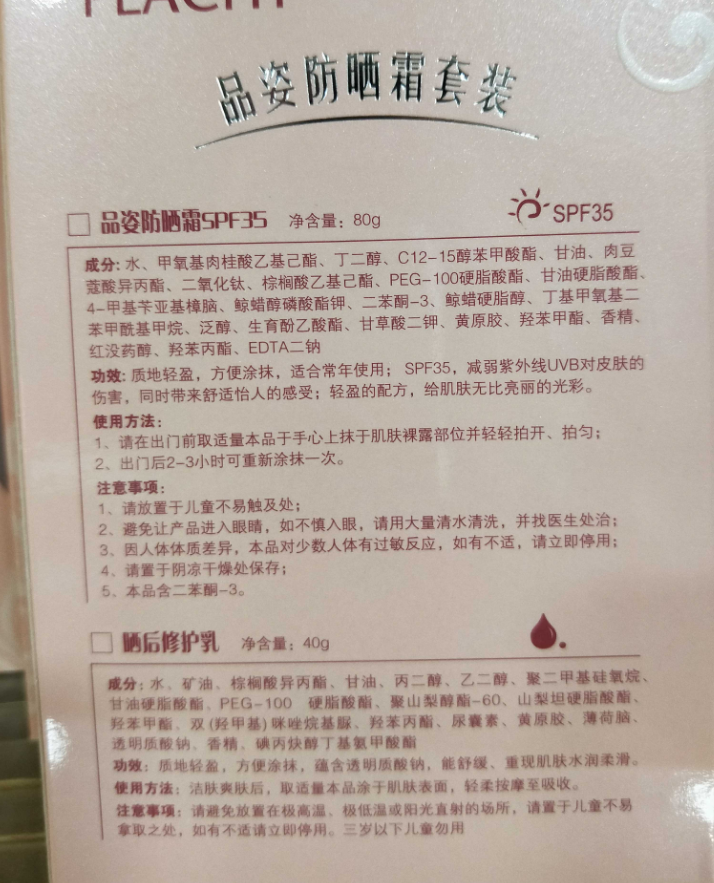 品姿防晒霜套装
品姿防晒霜SPF35 净含量：80g
SPF35
成分：水、甲氧基肉桂酸乙基己酯、丁二醇、C12-15醇苯甲酸酯、甘油、肉豆
蔻酸异丙酯、二氧化钛、棕榈酸乙基己酯、PEG-100硬脂酸酯、甘油硬脂酸酯、
4-甲基苄亚基樟脑、鲸蜡醇磷酸酯钾、二苯酮-3、鲸蜡硬脂醇、丁基甲氧基二
苯甲酰基甲烷、泛醇、生育酚乙酸酯、甘草酸二钾、黄原胶、羟苯甲酯、香精、
红没药醇、羟苯丙酯、EDTA二钠
功效：质地轻盈，方便涂抹，适合常年使用；SPF35，减弱紫外线UVB对皮肤的
伤害，同时带来舒适怡人的感受；轻盈的配方，给肌肤无比亮丽的光彩。
使用方法：
1、请在出门前取适量本品于手心上抹于肌肤裸露部位并轻轻拍开、拍匀；
2、出门后2-3小时可重新涂抹一次。
注意事项：
1、请放置于儿童不易触及处；
2、避免让产品进入眼睛，如不慎入眼，请用大量清水清洗，并找医生处治；
3、因人体体质差异，本品对少数人体有过敏反应，如有不适，请立即停用；
4、请置于阴凉干燥处保存；
5、本品含二苯酮-3。
晒后修护乳 净含量：40g
成分：水、矿油、棕榈酸异丙酯、甘油、丙二醇、乙二醇、聚二甲基硅氧烷、
甘油硬脂酸酯、PEG-100 硬脂酸酯、聚山梨醇酯-60、山梨坦硬脂酸酯、
羟苯甲酯、双(羟甲基)咪唑烷基脲、羟苯丙酯、尿囊素、黄原胶、薄荷脑、
透明质酸钠、香精、碘丙炔醇丁基氨甲酸酯
功效：质地轻盈，方便涂抹，蕴含透明质酸钠，能舒缓、重现肌肤水润柔滑。
使用方法：洁肤爽肤后，取适量本品涂于肌肤表面，轻柔按摩至吸收。
注意事项：请避免放置在极高温、极低温或阳光直射的场所，请置于儿童不易
拿取之处，如有不适请立即停用。三岁以下儿童勿用